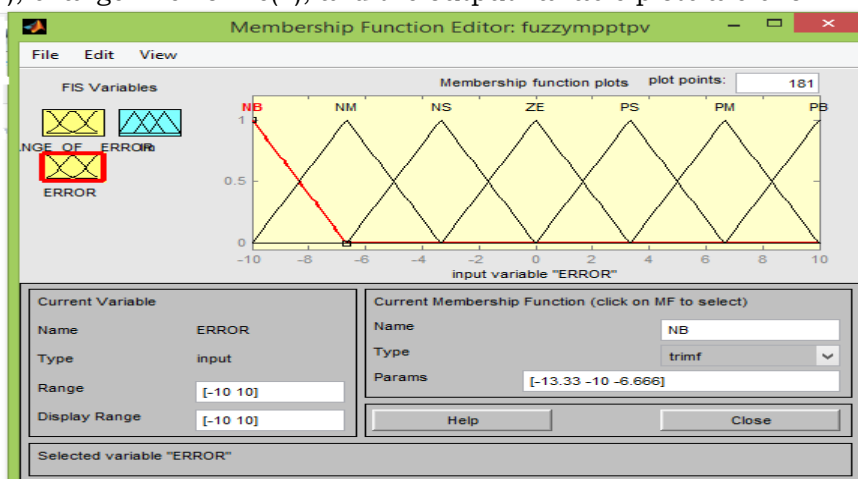 Membership Function Editor: fuzzympptpv
File Edit View
FIS Variables
Membership function plots plot points: 181
NB NM NS ZE PS PM PB
1
0.5
0
-10 -8 -6 -4 -2 0 2 4 6 8 10
input variable "ERROR"
NGE OF ERROR
ERROR
Current Variable
Name ERROR
Type input
Range [-10 10]
Display Range [-10 10]
Current Membership Function (click on MF to select)
Name NB
Type trimf
Params [-13.33 -10 -6.666]
Help Close
Selected variable "ERROR"